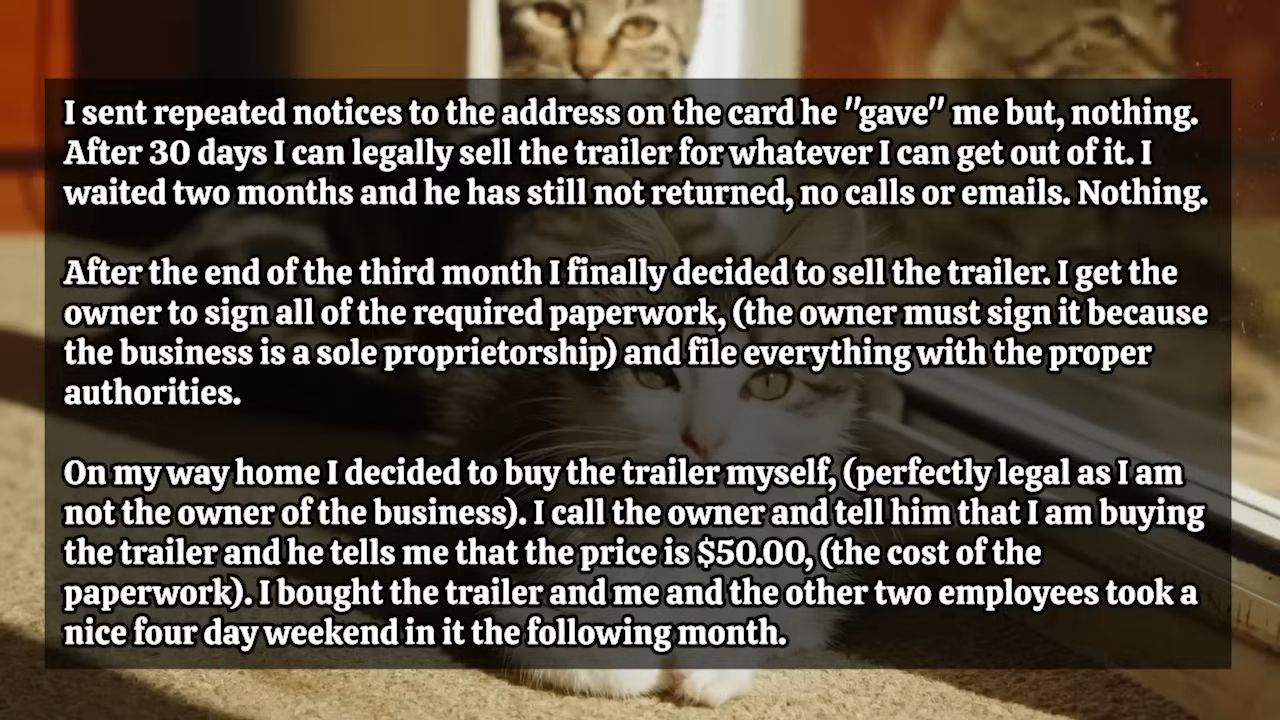 I sent repeated notices to the address on the card he "gave" me but, nothing.
After 30 days I can legally sell the trailer for whatever I can get out of it. I
waited two months and he has still not returned, no calls or emails. Nothing.
After the end of the third month I finally decided to sell the trailer. I get the
owner to sign all of the required paperwork, (the owner must sign it because
the business is a sole proprietorship) and file everything with the proper
authorities.
On my way home I decided to buy the trailer myself, (perfectly legal as I am
not the owner of the business). I call the owner and tell him that I am buying
the trailer and he tells me that the price is $50.00, (the cost of the
paperwork). I bought the trailer and me and the other two employees took a
nice four day weekend in it the following month.